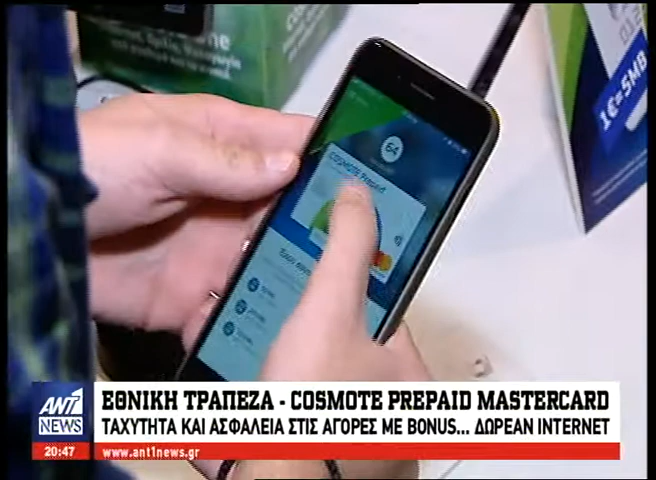 1€=5MB
64
COSMOTE Prepaid
ΕΘΝΙΚΗ ΤΡΑΠΕΖΑ - COSMOTE PREPAID MASTERCARD
ΤΑΧΥΤΗΤΑ ΚΑΙ ΑΣΦΑΛΕΙΑ ΣΤΙΣ ΑΓΟΡΕΣ ΜΕ BONUS... ΔΩΡΕΑΝ INTERNET
ANT1
NEWS
20:47
www.ant1news.gr